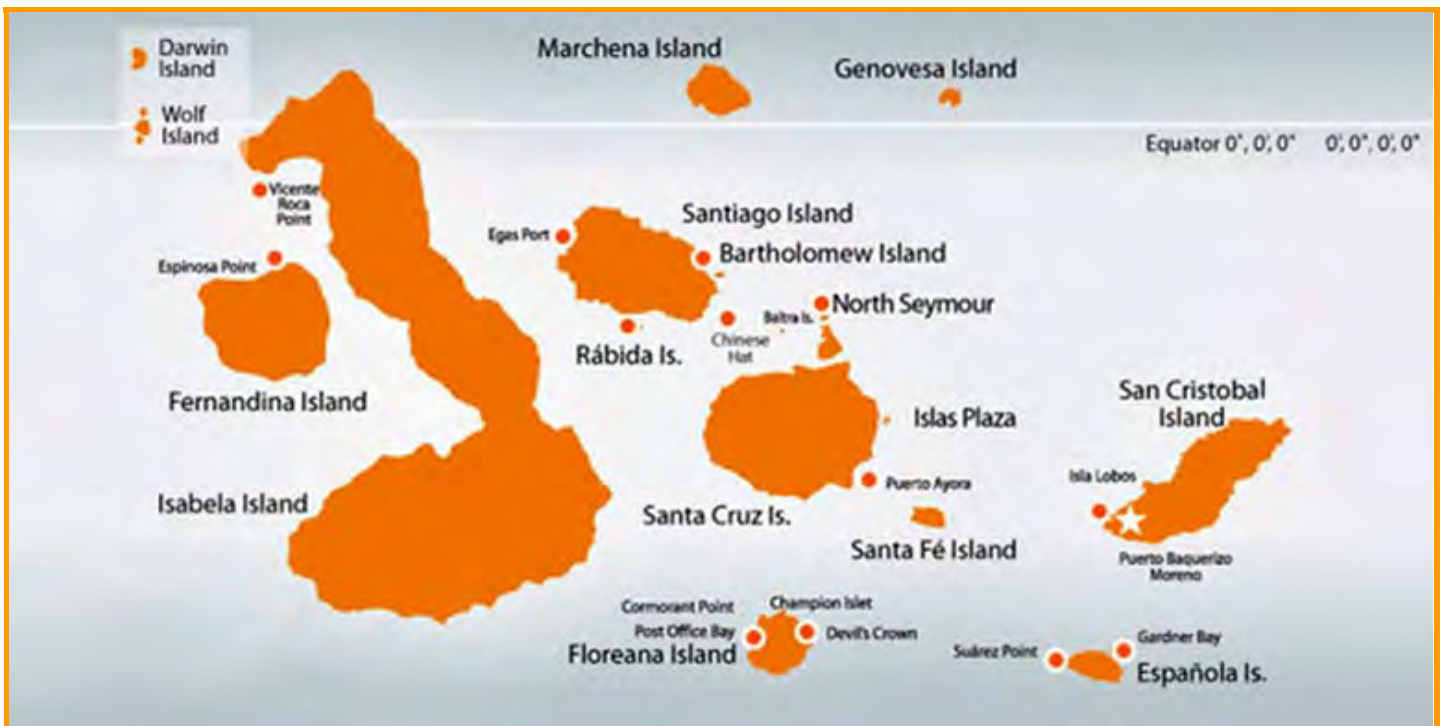 Darwin
Island
Wolf
Island
Marchena Island
Genovesa Island
Equator 0°, 0', 0" 0', 0", 0', 0"
Vicente
Roca
Point
Espinosa Point
Fernandina Island
Isabela Island
Egas Port
Santiago Island
Bartholomew Island
Rábida Is.
Chinese
Hat
Baltra Is.
North Seymour
Islas Plaza
Puerto Ayora
Santa Cruz Is.
Santa Fé Island
San Cristobal
Island
Isla Lobos
Puerto Baquerizo
Moreno
Cormorant Point
Champion Islet
Post Office Bay
Devil's Crown
Floreana Island
Suárez Point
Gardner Bay
Española Is.